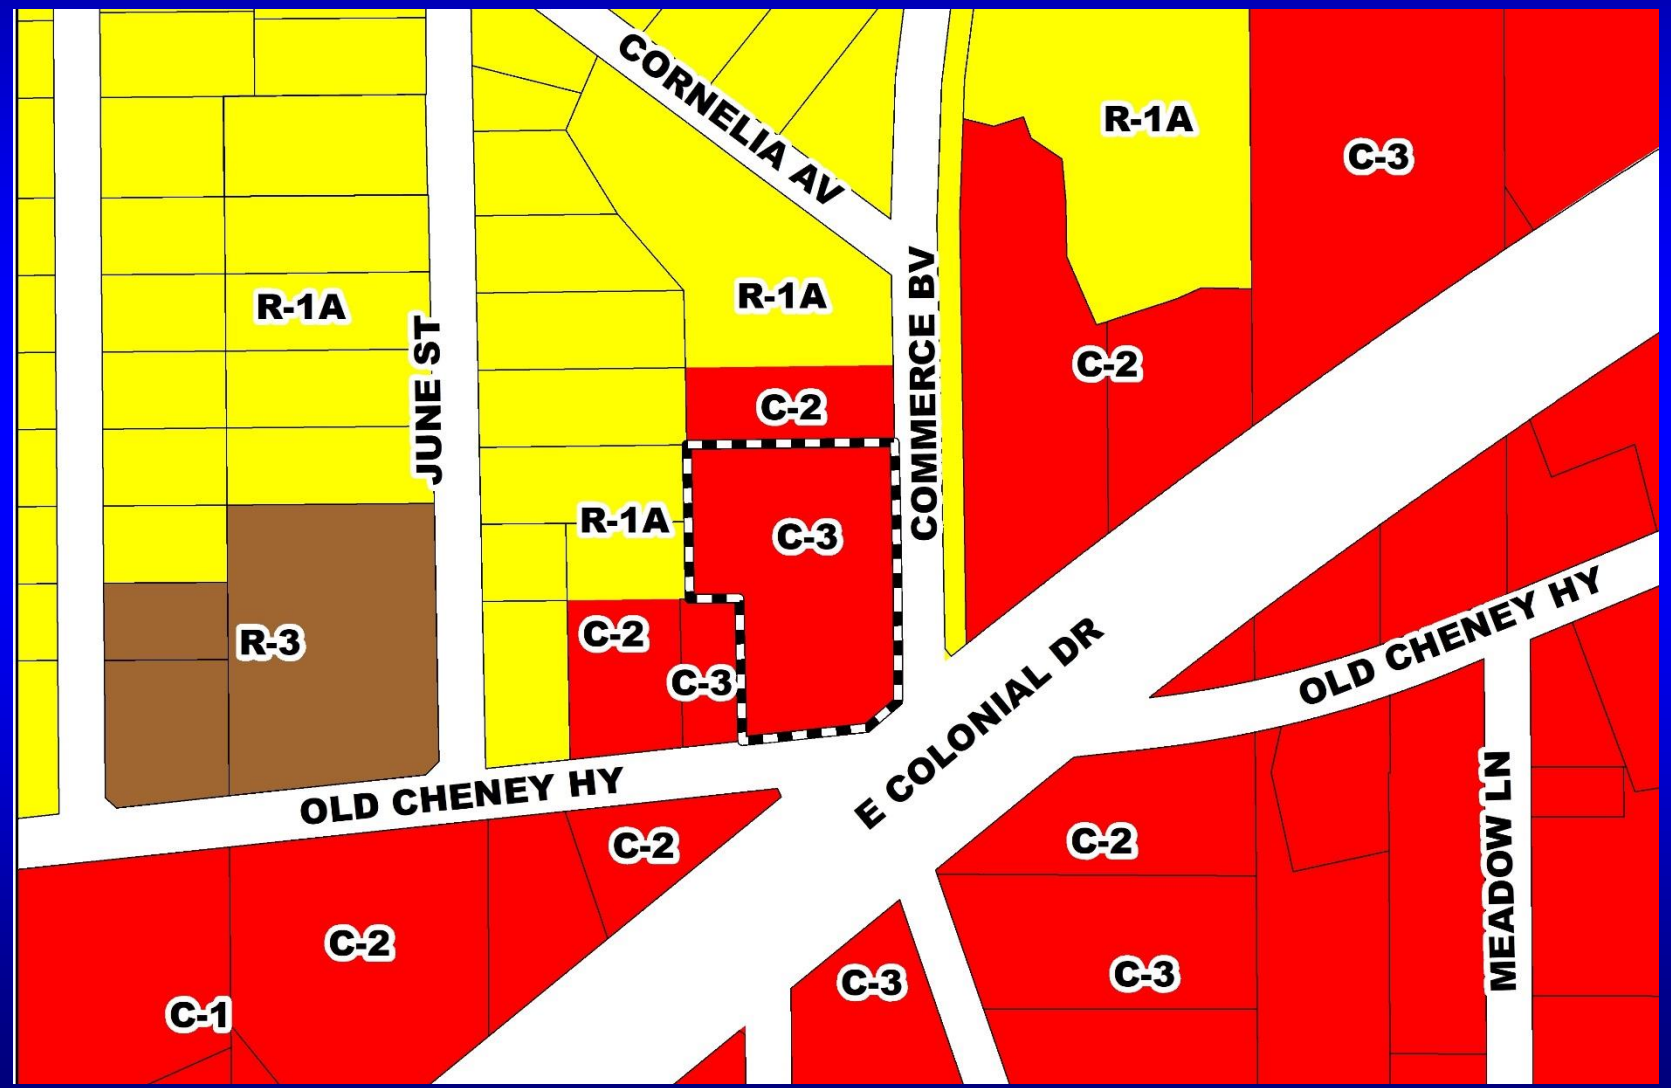 CORNELIA AV
R-1A
C-3
R-1A
R-1A
JUNE ST
COMMERCE BV
C-2
C-2
R-1A
C-3
R-3
C-2
C-3
E COLONIAL DR
OLD CHENEY HY
OLD CHENEY HY
C-2
C-2
MEADOW LN
C-2
C-3
C-3
C-1